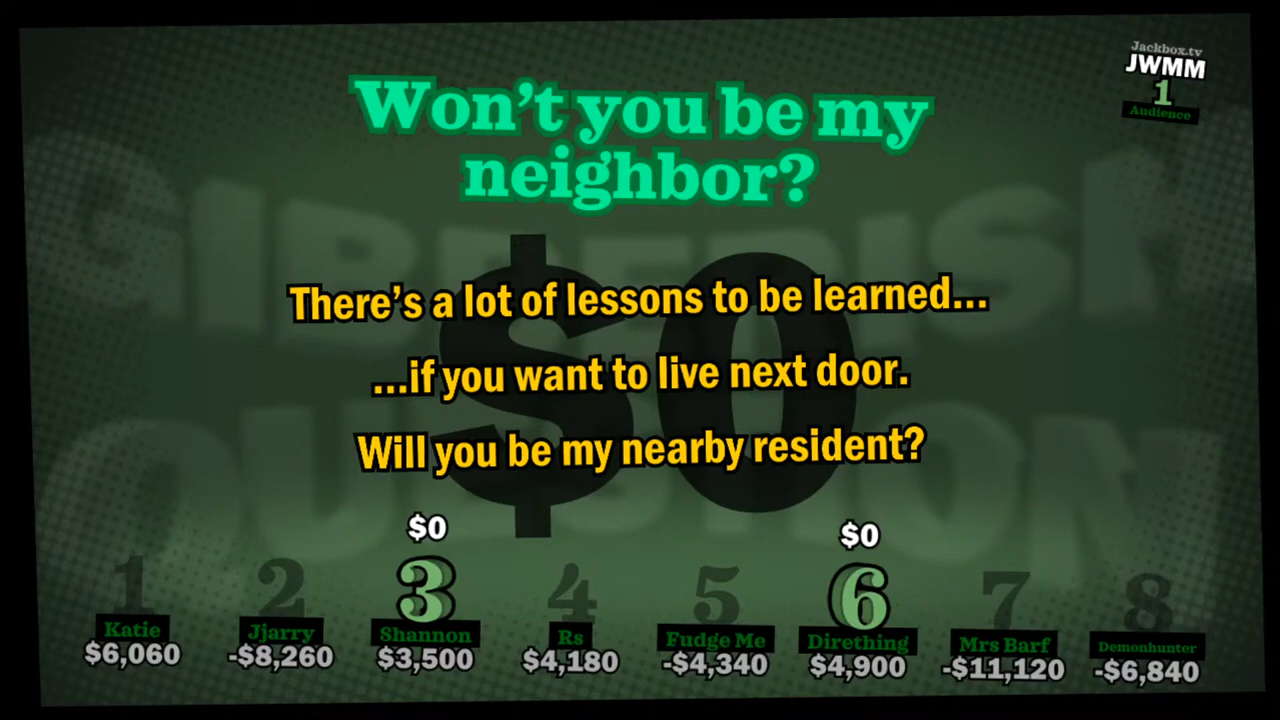 Jackbox.tv
JWMM
1
Audience
Won't you be my
neighbor?
GIBBERISH
QUESTION
$0
There's a lot of lessons to be learned...
...if you want to live next door.
Will you be my nearby resident?
$0 $0
1 2 3 4 5 6 7 8
Katie Jjarry Shannon Rs Fudge Me Dirething Mrs Barf Demonhunter
$6,060 -$8,260 $3,500 $4,180 -$4,340 $4,900 -$11,120 -$6,840